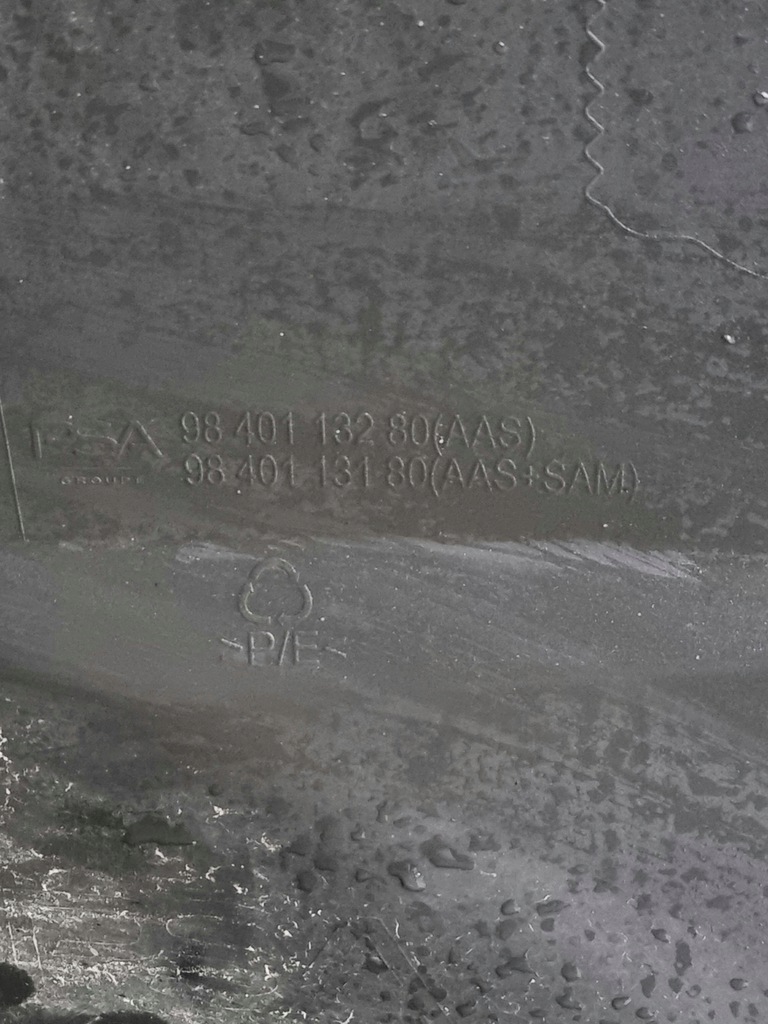 PSA
GROUPE
98 401 132 80(AAS)
98 401 131 80(AAS+SAM)
>P/E<